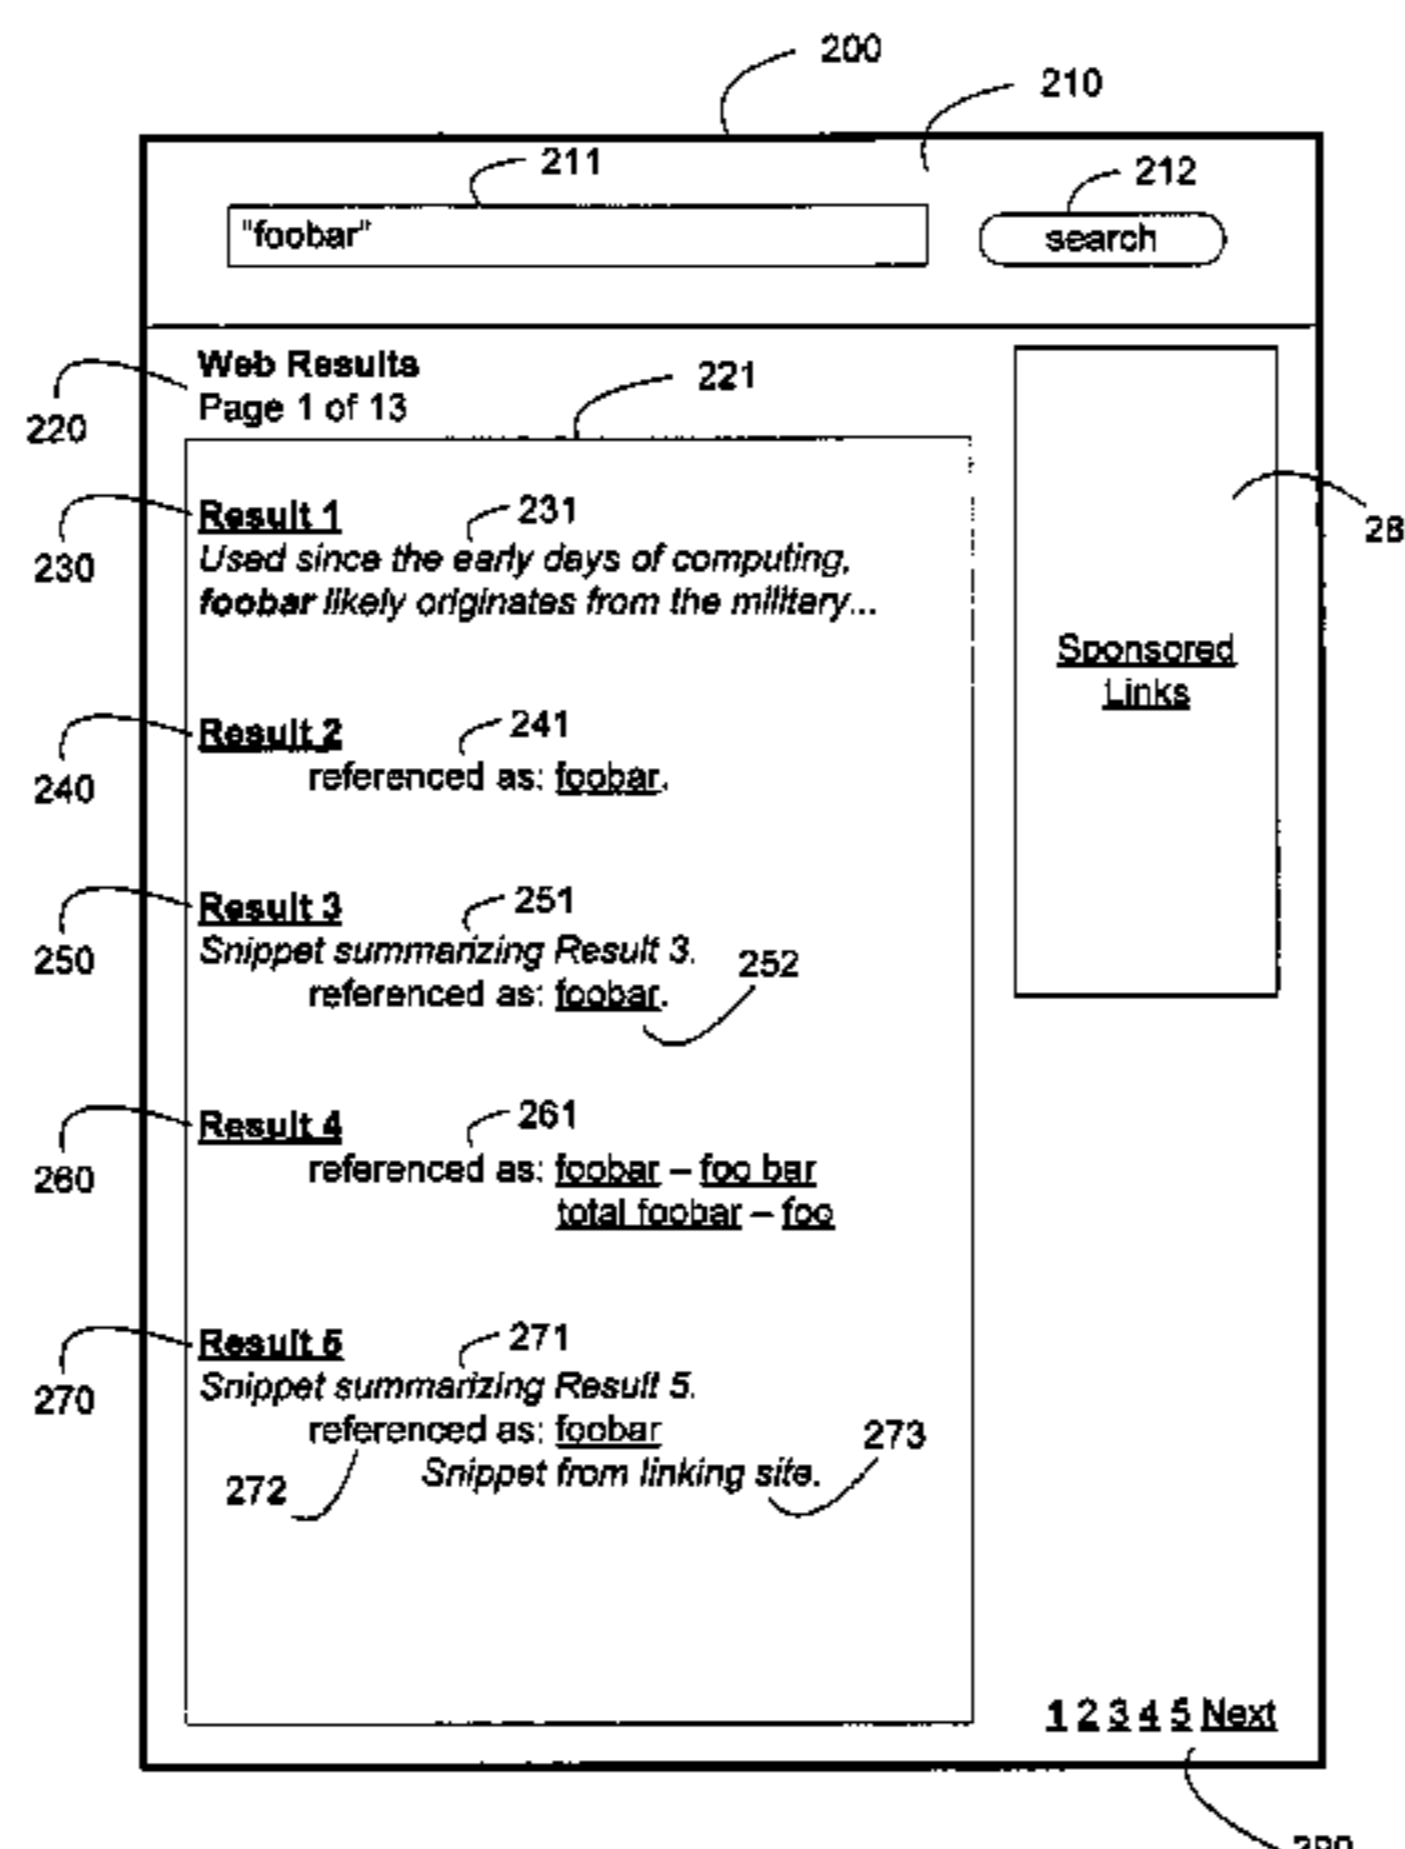 200
210
211
212
"foobar"
search
Web Results
Page 1 of 13
220
221
Result 1
231
230
Used since the early days of computing,
foobar likely originates from the military...
28
Sponsored
Links
Result 2
241
240
referenced as: foobar.
Result 3
251
250
Snippet summarizing Result 3.
252
referenced as: foobar.
Result 4
261
260
referenced as: foobar – foo bar
total foobar – foo
Result 5
271
270
Snippet summarizing Result 5.
referenced as: foobar
273
272
Snippet from linking site.
1 2 3 4 5 Next